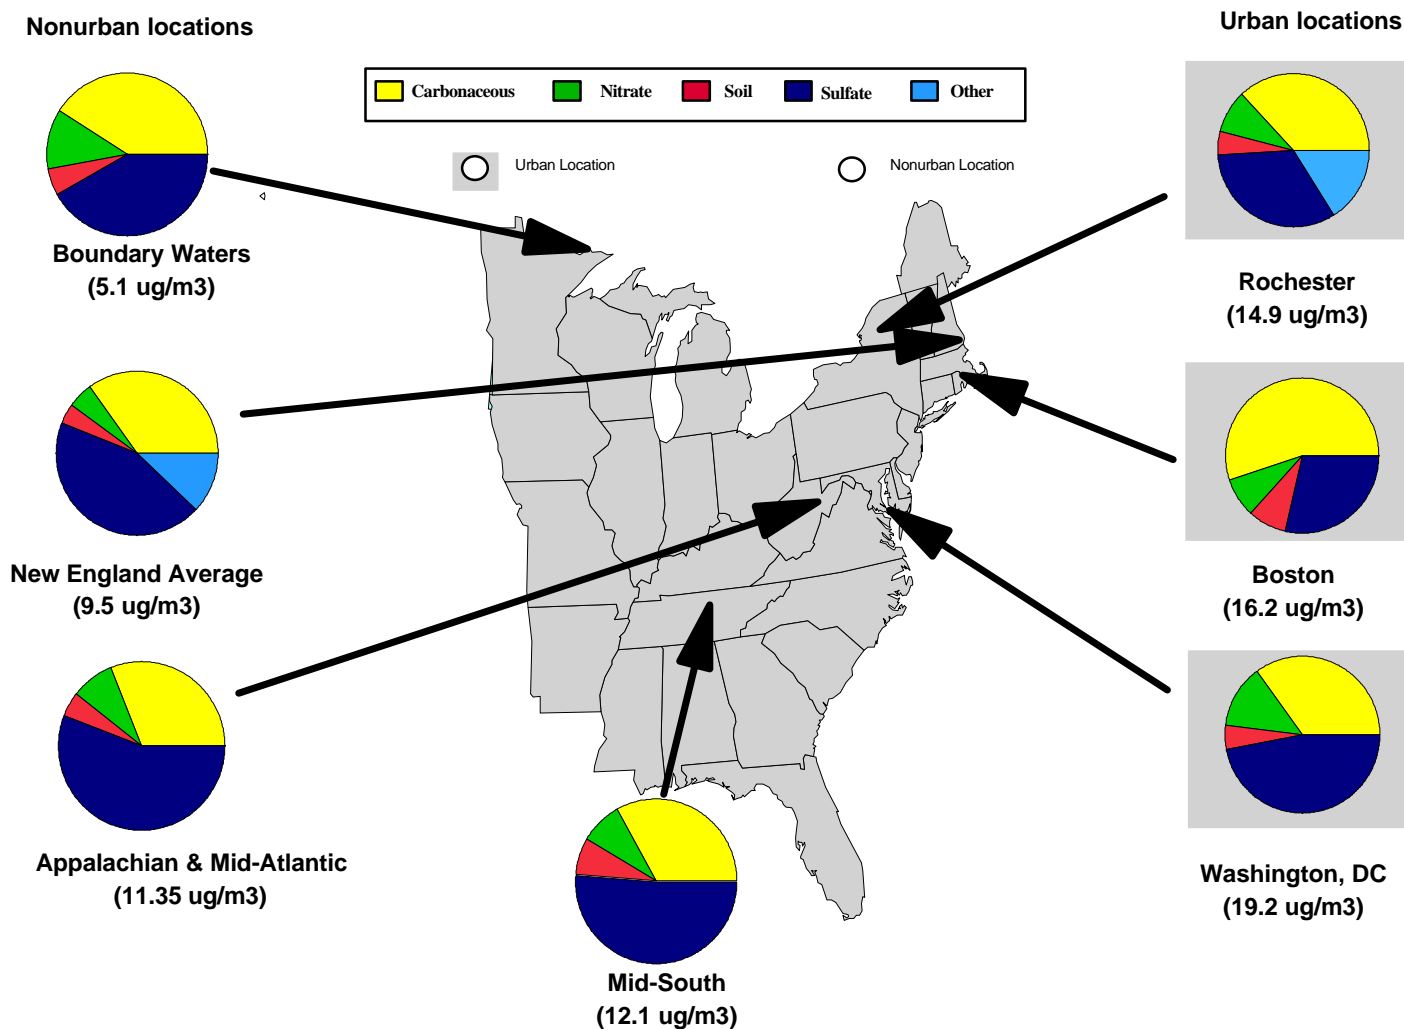 Nonurban locations
Urban locations
Carbonaceous
Nitrate
Soil
Sulfate
Other
Urban Location
Nonurban Location
Boundary Waters
(5.1 ug/m3)
Rochester
(14.9 ug/m3)
New England Average
(9.5 ug/m3)
Boston
(16.2 ug/m3)
Appalachian & Mid-Atlantic
(11.35 ug/m3)
Washington, DC
(19.2 ug/m3)
Mid-South
(12.1 ug/m3)